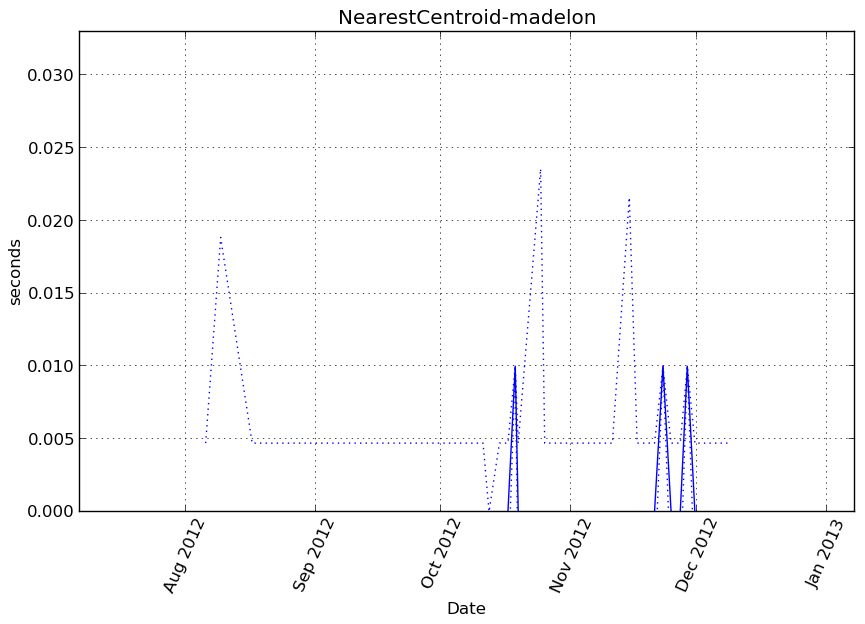 NearestCentroid-madelon
0.030
0.025
0.020
0.015
0.010
0.005
0.000
seconds
Aug 2012
Sep 2012
Oct 2012
Nov 2012
Dec 2012
Jan 2013
Date